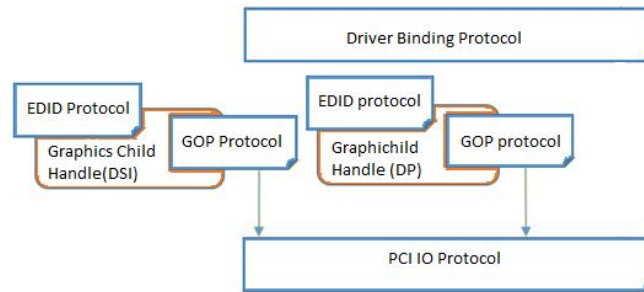 Driver Binding Protocol
EDID Protocol
GOP Protocol
Graphics Child
Handle(DSI)
EDID protocol
GOP protocol
Graphichild
Handle (DP)
PCI IO Protocol